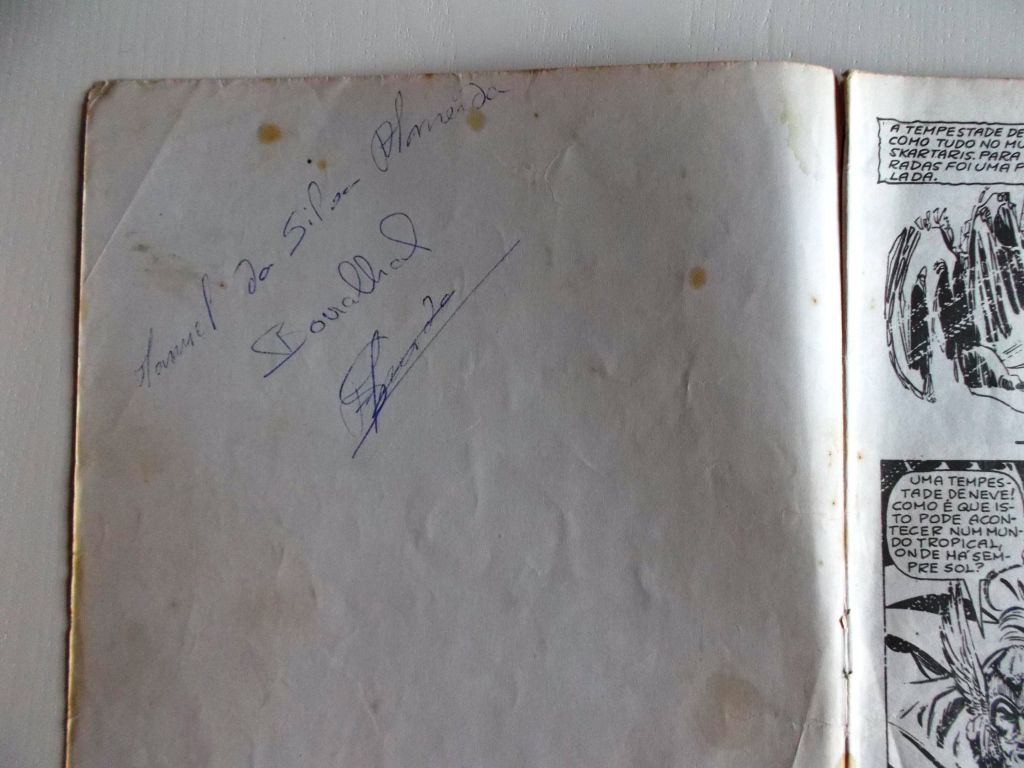 Manuel da Silva Almeida
A TEMPESTADE DE
COMO TUDO NO MU
SKARTARIS. PARA
RADAS FOI UMA F
LADA.
UMA TEMPES-
TADE DE NEVE!
COMO É QUE IS-
TO PODE ACON-
TECER NUM MUN-
DO TROPICAL,
ONDE HÁ SEM-
PRE SOL?